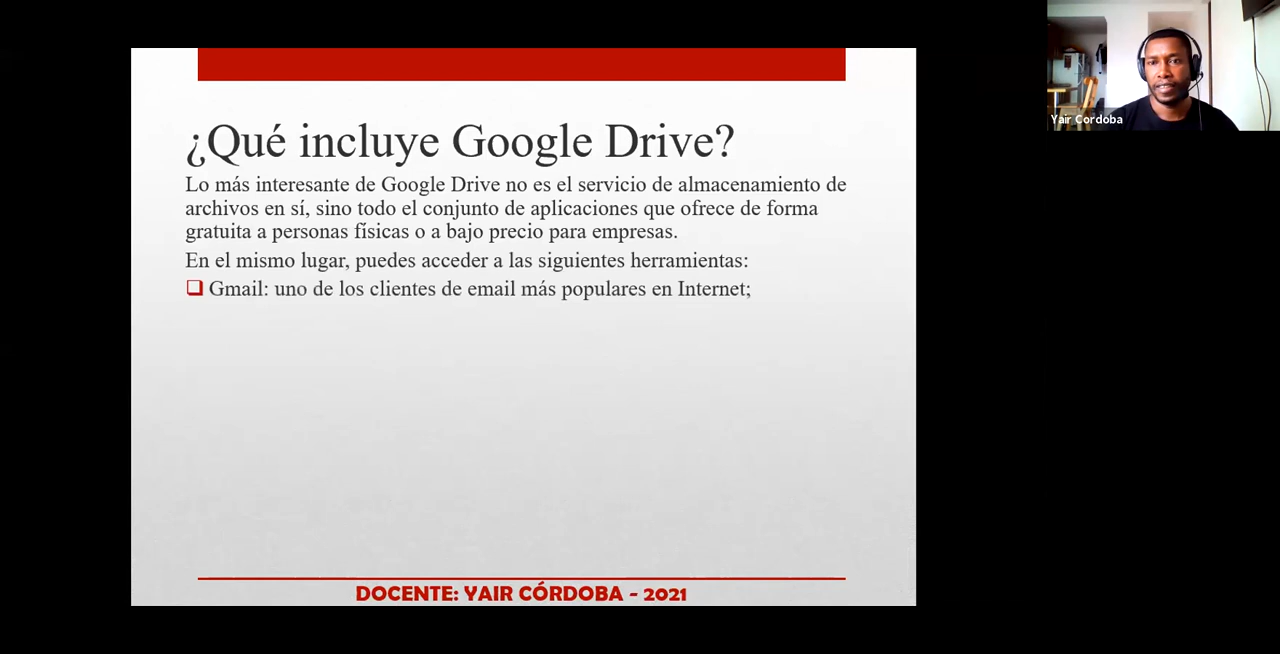 ¿Qué incluye Google Drive?
Lo más interesante de Google Drive no es el servicio de almacenamiento de
archivos en sí, sino todo el conjunto de aplicaciones que ofrece de forma
gratuita a personas físicas o a bajo precio para empresas.
En el mismo lugar, puedes acceder a las siguientes herramientas:
❑ Gmail: uno de los clientes de email más populares en Internet;
DOCENTE: YAIR CÓRDOBA - 2021
Yair Cordoba